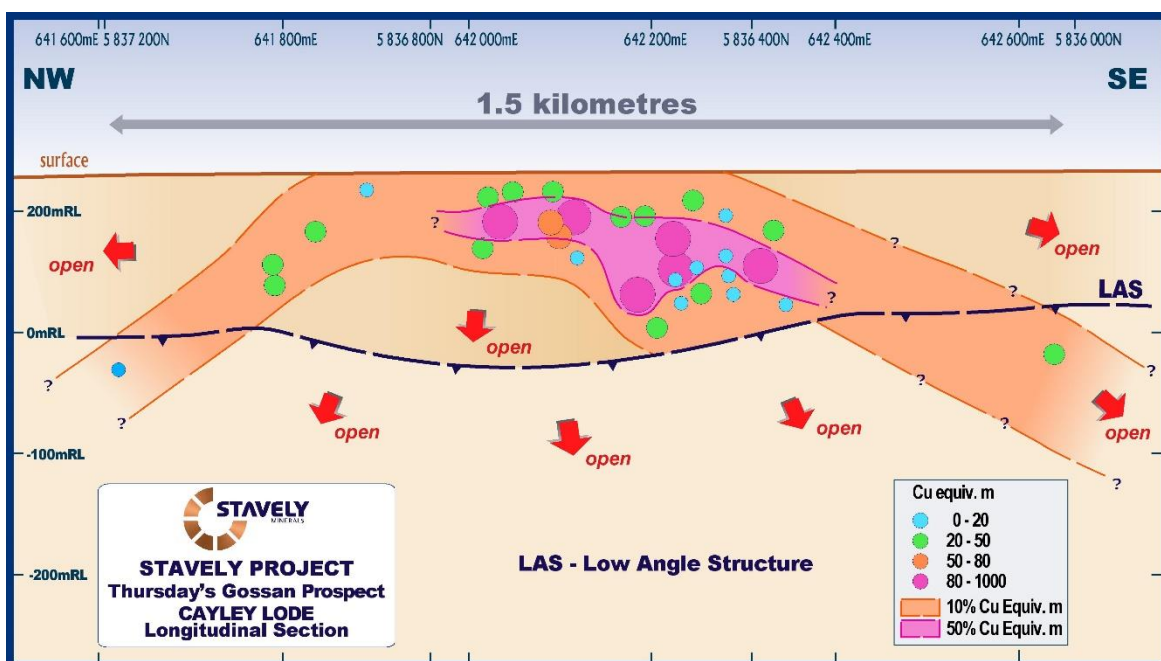 641 600mE 5 837 200N 641 800mE 5 836 800N 642 000mE 642 200mE 5 836 400N 642 400mE 642 600mE 5 836 000N
NW SE
1.5 kilometres
surface
200mRL
?
?
open
open
?
LAS
0mRL
?
?
open
?
?
?
open
open
open
open
?
-100mRL
?
?
STAVELY
MINERALS
STAVELY PROJECT
Thursday's Gossan Prospect
CAYLEY LODE
Longitudinal Section
-200mRL
LAS - Low Angle Structure
Cu equiv. m
0 - 20
20 - 50
50 - 80
80 - 1000
10% Cu Equiv. m
50% Cu Equiv. m